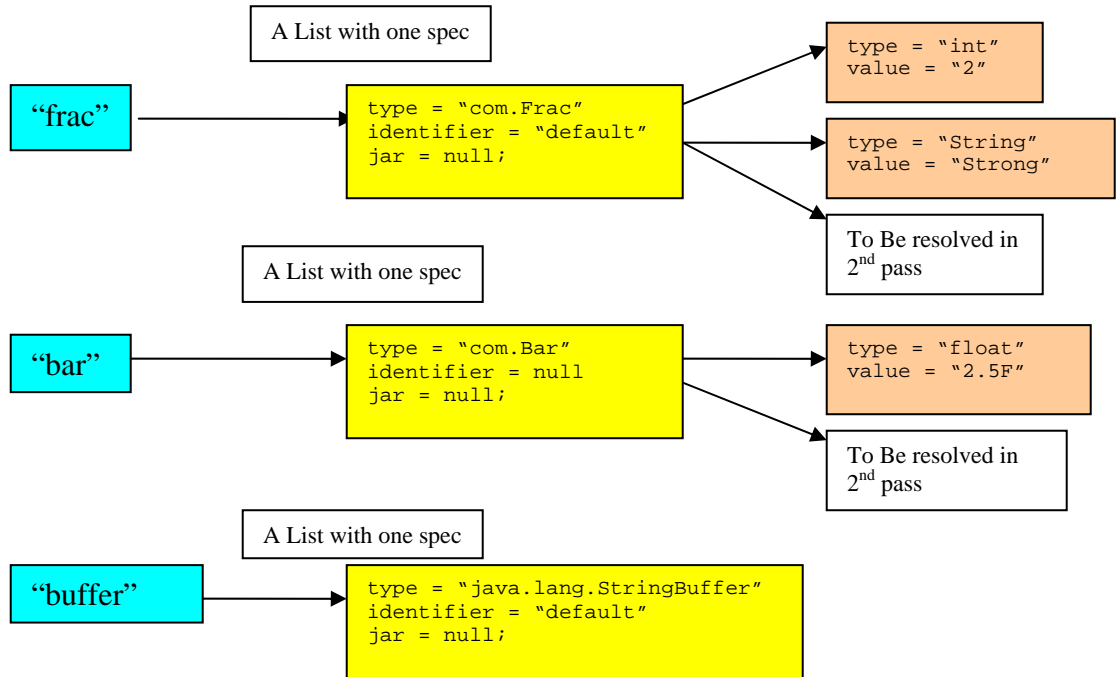 A List with one spec
type = “int”
value = “2”
“frac”
type = “com.Frac”
identifier = “default”
jar = null;
type = “String”
value = “Strong”
To Be resolved in
2nd pass
A List with one spec
“bar”
type = “com.Bar”
identifier = null
jar = null;
type = “float”
value = “2.5F”
To Be resolved in
2nd pass
A List with one spec
“buffer”
type = “java.lang.StringBuffer”
identifier = “default”
jar = null;